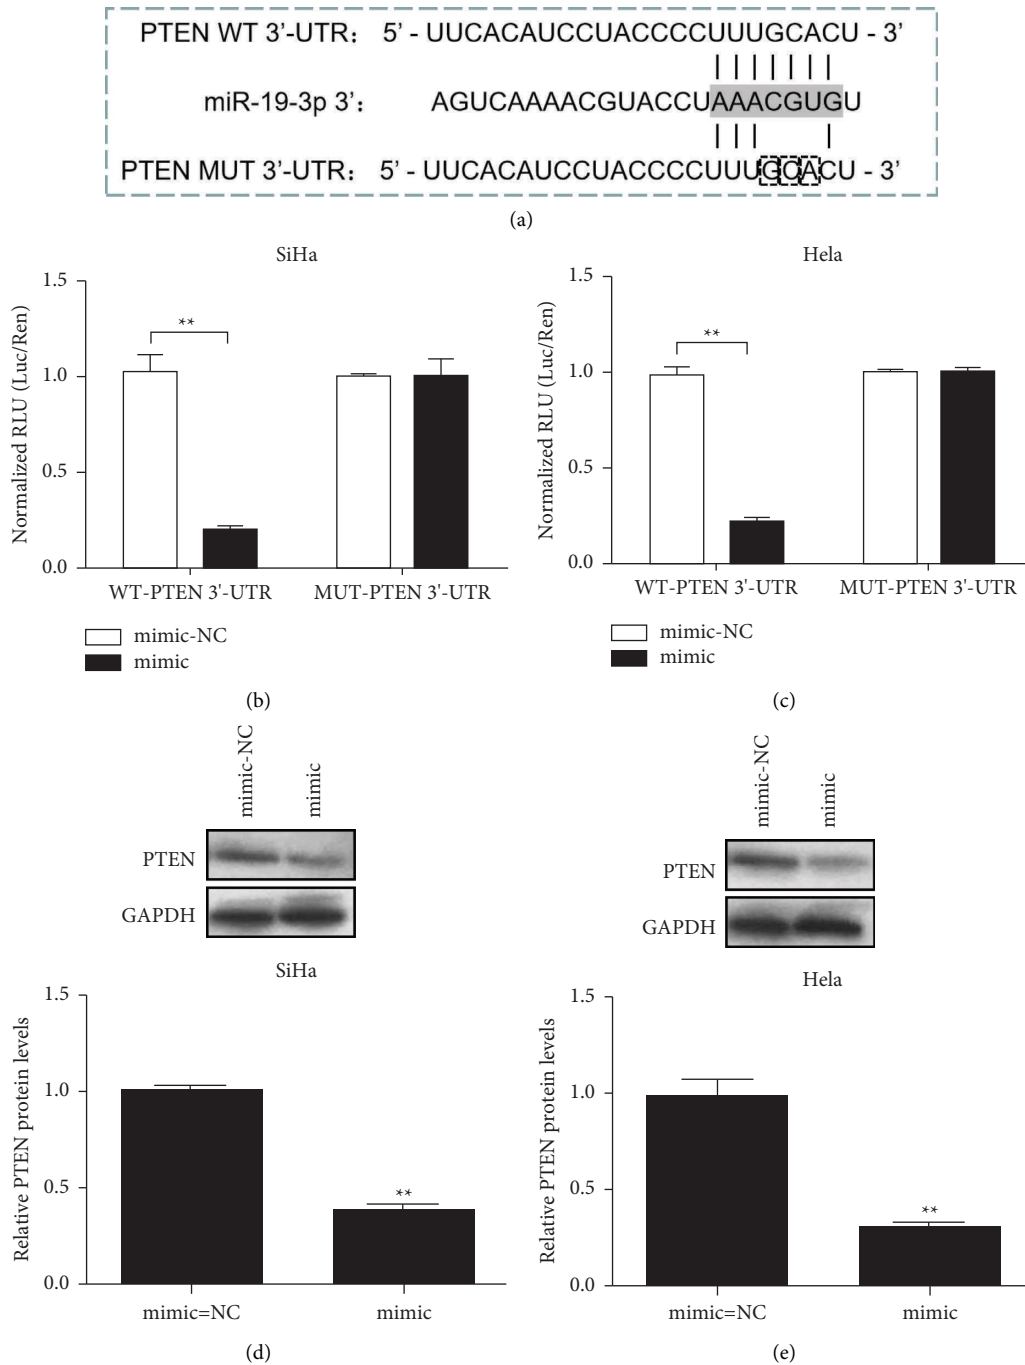 PTEN WT 3’-UTR: 5’ - UUCACAUCCUACCCCUUUGCACU - 3’
miR-19-3p 3’: AGUCAAAACGUACCUAAACGUGU
PTEN MUT 3’-UTR: 5’ - UUCACAUCCUACCCCUUUGCACU - 3’
(a)
SiHa
Normalized RLU (Luc/Ren)
1.5
1.0
0.5
0.0
**
WT-PTEN 3'-UTR
MUT-PTEN 3'-UTR
mimic-NC
mimic
(b)
Hela
Normalized RLU (Luc/Ren)
1.5
1.0
0.5
0.0
**
WT-PTEN 3'-UTR
MUT-PTEN 3'-UTR
mimic-NC
mimic
(c)
mimic-NC
mimic
PTEN
GAPDH
SiHa
Relative PTEN protein levels
1.5
1.0
0.5
0.0
**
mimic=NC
mimic
(d)
mimic-NC
mimic
PTEN
GAPDH
Hela
Relative PTEN protein levels
1.5
1.0
0.5
0.0
**
mimic=NC
mimic
(e)